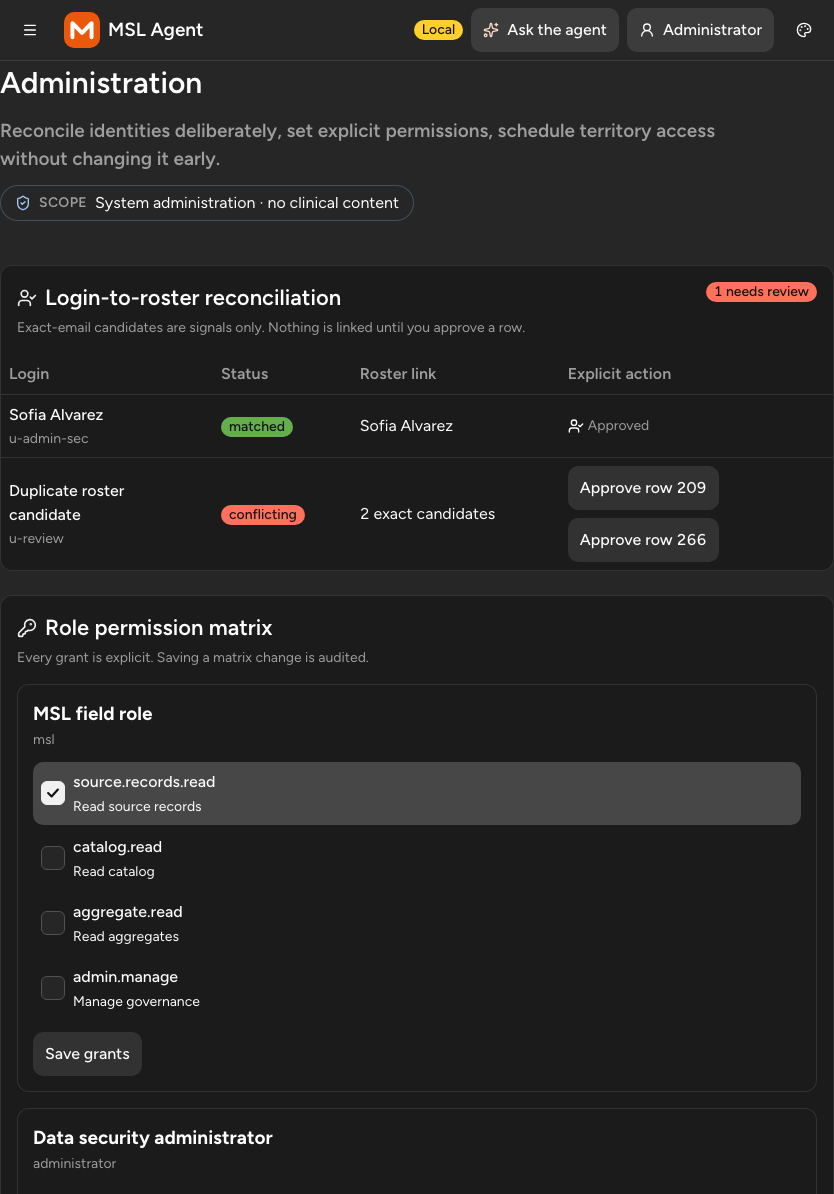 MSL Agent
Local
Ask the agent
Administrator
Administration
Reconcile identities deliberately, set explicit permissions, schedule territory access
without changing it early.
SCOPE System administration · no clinical content
Login-to-roster reconciliation
1 needs review
Exact-email candidates are signals only. Nothing is linked until you approve a row.
Login Status Roster link Explicit action
Sofia Alvarez
u-admin-sec
matched
Sofia Alvarez
Approved
Duplicate roster
candidate
u-review
conflicting
2 exact candidates
Approve row 209
Approve row 266
Role permission matrix
Every grant is explicit. Saving a matrix change is audited.
MSL field role
msl
source.records.read
Read source records
catalog.read
Read catalog
aggregate.read
Read aggregates
admin.manage
Manage governance
Save grants
Data security administrator
administrator